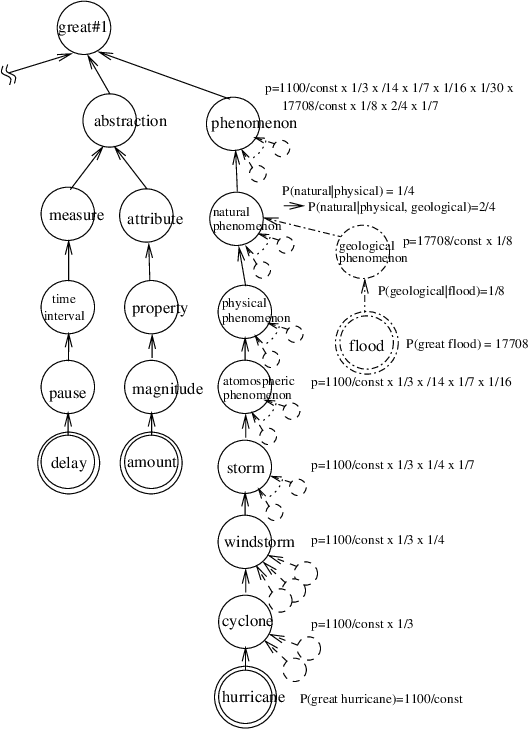 great#1
p=1100/const x 1/3 x /14 x 1/7 x 1/16 x 1/30 x
17708/const x 1/8 x 2/4 x 1/7
abstraction
phenomenon
P(natural|physical) = 1/4
P(natural|physical, geological)=2/4
measure
attribute
natural
phenomenon
geological
phenomenon
p=17708/const x 1/8
P(geological|flood)=1/8
time
interval
property
physical
phenomenon
flood
P(great flood) = 17708
pause
magnitude
atomospheric
phenomenon
p=1100/const x 1/3 x /14 x 1/7 x 1/16
delay
amount
storm
p=1100/const x 1/3 x 1/4 x 1/7
windstorm
p=1100/const x 1/3 x 1/4
cyclone
p=1100/const x 1/3
hurricane
P(great hurricane)=1100/const